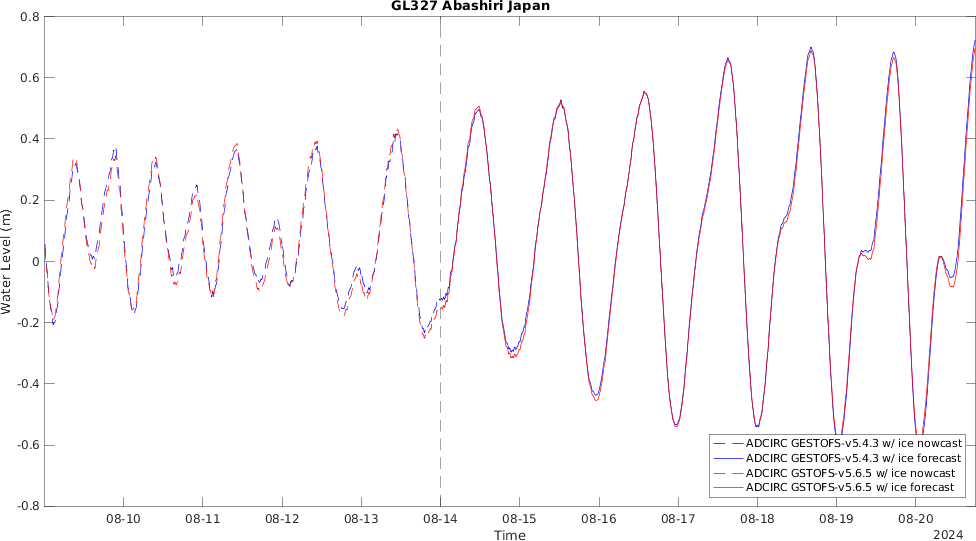 GL327 Abashiri Japan
0.8
0.6
0.4
0.2
0
-0.2
-0.4
-0.6
-0.8
Water Level (m)
ADCIRC GESTOFS-v5.4.3 w/ ice nowcast
ADCIRC GESTOFS-v5.4.3 w/ ice forecast
ADCIRC GSTOFS-v5.6.5 w/ ice nowcast
ADCIRC GSTOFS-v5.6.5 w/ ice forecast
08-10 08-11 08-12 08-13 08-14 08-15 08-16 08-17 08-18 08-19 08-20
Time
2024